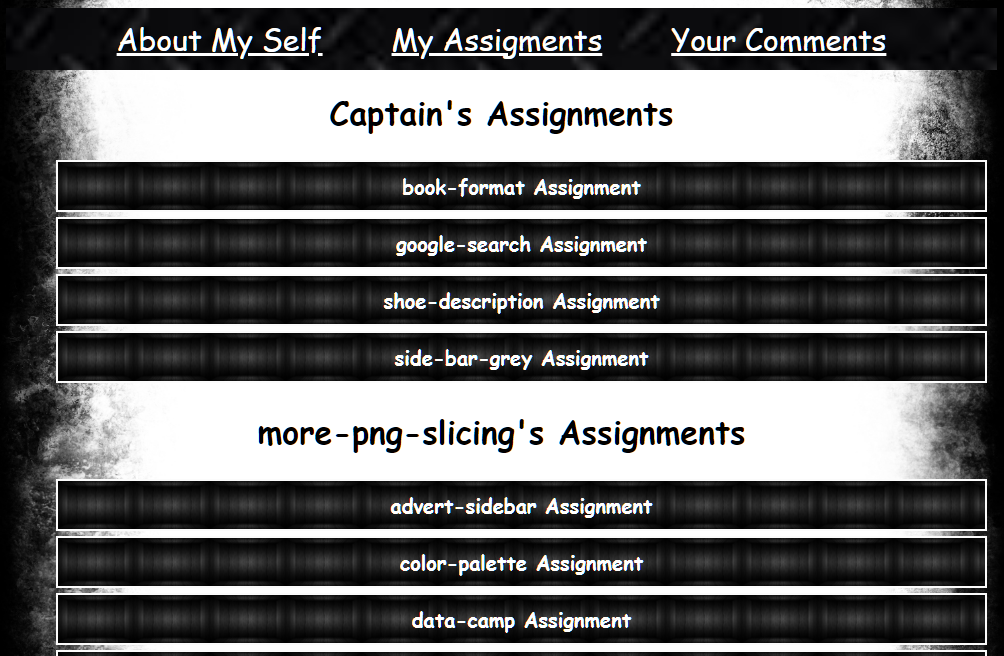 About My Self My Assigments Your Comments
Captain's Assignments
book-format Assignment
google-search Assignment
shoe-description Assignment
side-bar-grey Assignment
more-png-slicing's Assignments
advert-sidebar Assignment
color-palette Assignment
data-camp Assignment